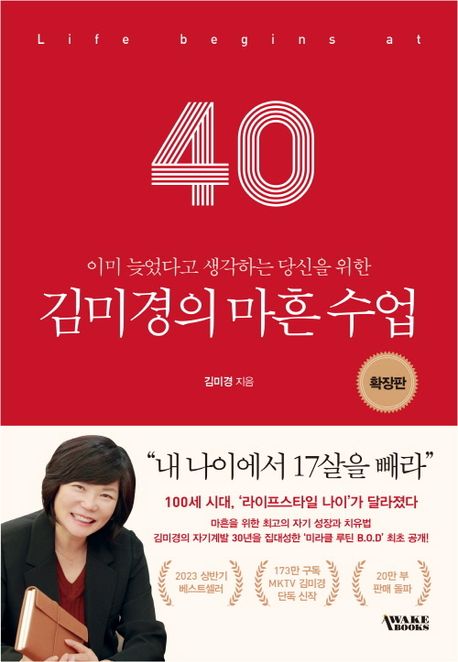 Life begins at
40
이미 늦었다고 생각하는 당신을 위한
김미경의 마흔 수업
김미경 지음
확장판
“내 나이에서 17살을 빼라”
100세 시대, ‘라이프스타일 나이’가 달라졌다
마흔을 위한 최고의 자기 성장과 치유법
김미경의 자기계발 30년을 집대성한 ‘미라클 루틴 B.O.D’ 최초 공개!
2023 상반기
베스트셀러
173만 구독
MKTV 김미경
단독 신작
20만 부
판매 돌파
AWAKE
BOOKS